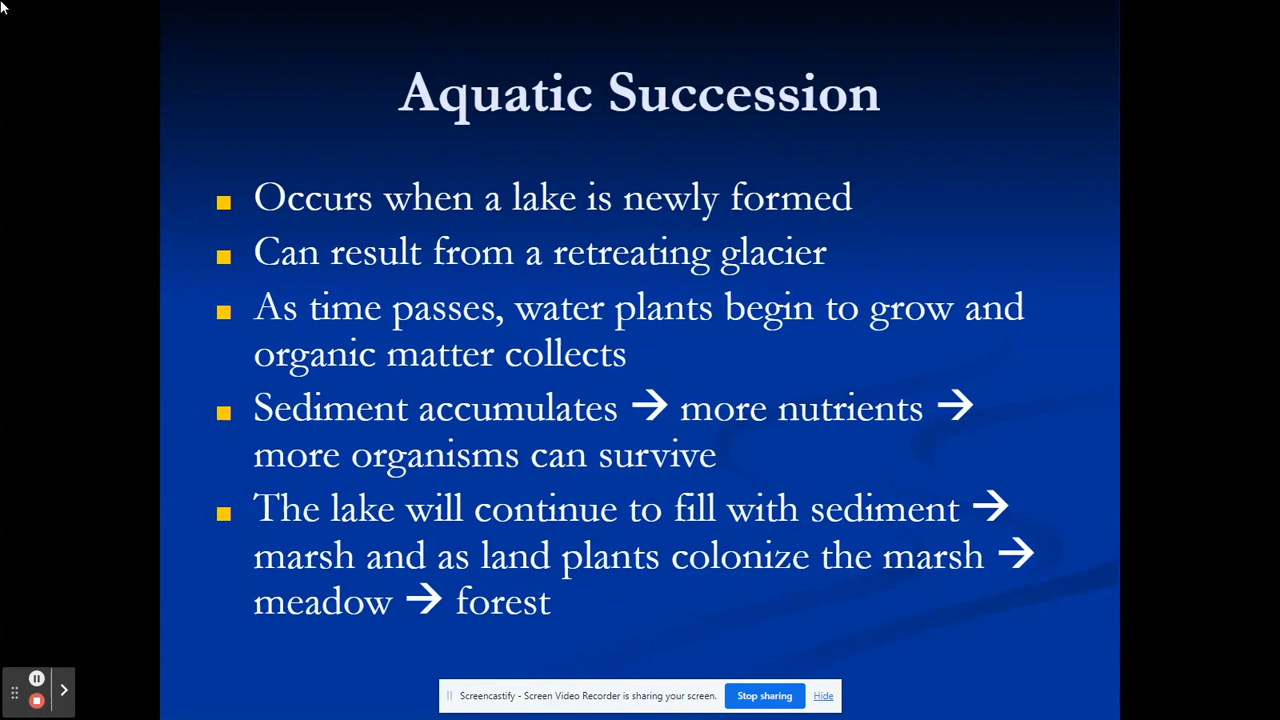 Aquatic Succession
Occurs when a lake is newly formed
Can result from a retreating glacier
As time passes, water plants begin to grow and
organic matter collects
Sediment accumulates → more nutrients →
more organisms can survive
The lake will continue to fill with sediment →
marsh and as land plants colonize the marsh →
meadow → forest
Screencastify - Screen Video Recorder is sharing your screen. Stop sharing Hide